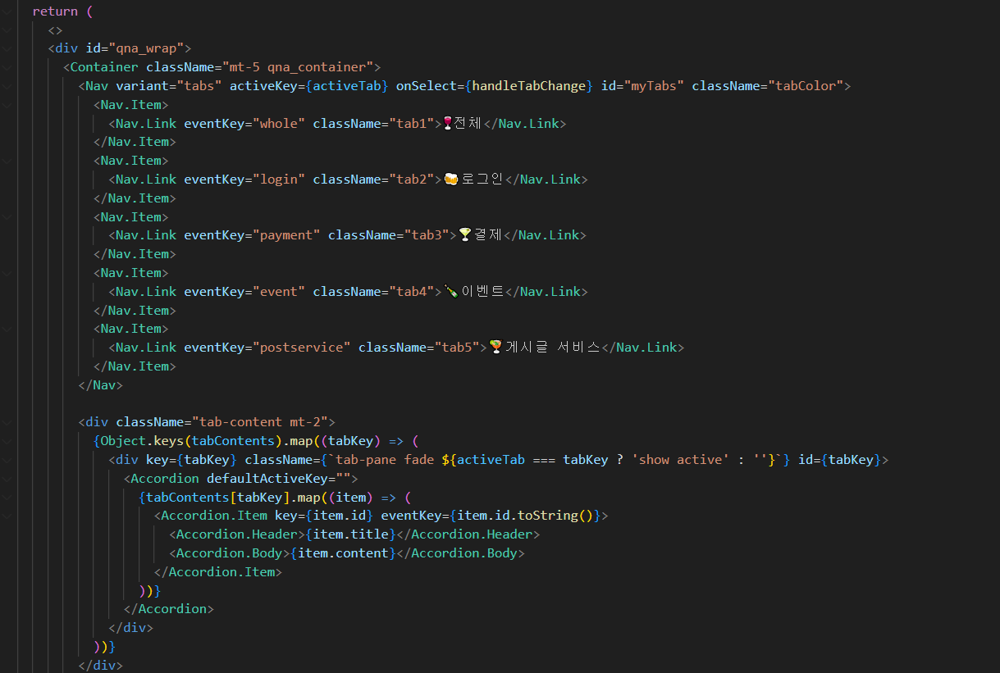 return (
<>
<div id="qna_wrap">
<Container className="mt-5 qna_container">
<Nav variant="tabs" activeKey={activeTab} onSelect={handleTabChange} id="myTabs" className="tabColor">
<Nav.Item>
<Nav.Link eventKey="whole" className="tab1">🍷전체</Nav.Link>
</Nav.Item>
<Nav.Item>
<Nav.Link eventKey="login" className="tab2">🍻로그인</Nav.Link>
</Nav.Item>
<Nav.Item>
<Nav.Link eventKey="payment" className="tab3">🍸결제</Nav.Link>
</Nav.Item>
<Nav.Item>
<Nav.Link eventKey="event" className="tab4">🍾이벤트</Nav.Link>
</Nav.Item>
<Nav.Item>
<Nav.Link eventKey="postservice" className="tab5">🍹게시글 서비스</Nav.Link>
</Nav.Item>
</Nav>
<div className="tab-content mt-2">
{Object.keys(tabContents).map((tabKey) => (
<div key={tabKey} className={`tab-pane fade ${activeTab === tabKey ? 'show active' : ''}`} id={tabKey}>
<Accordion defaultActiveKey="">
{tabContents[tabKey].map((item) => (
<Accordion.Item key={item.id} eventKey={item.id.toString()}>
<Accordion.Header>{item.title}</Accordion.Header>
<Accordion.Body>{item.content}</Accordion.Body>
</Accordion.Item>
))}
</Accordion>
</div>
))}
</div>